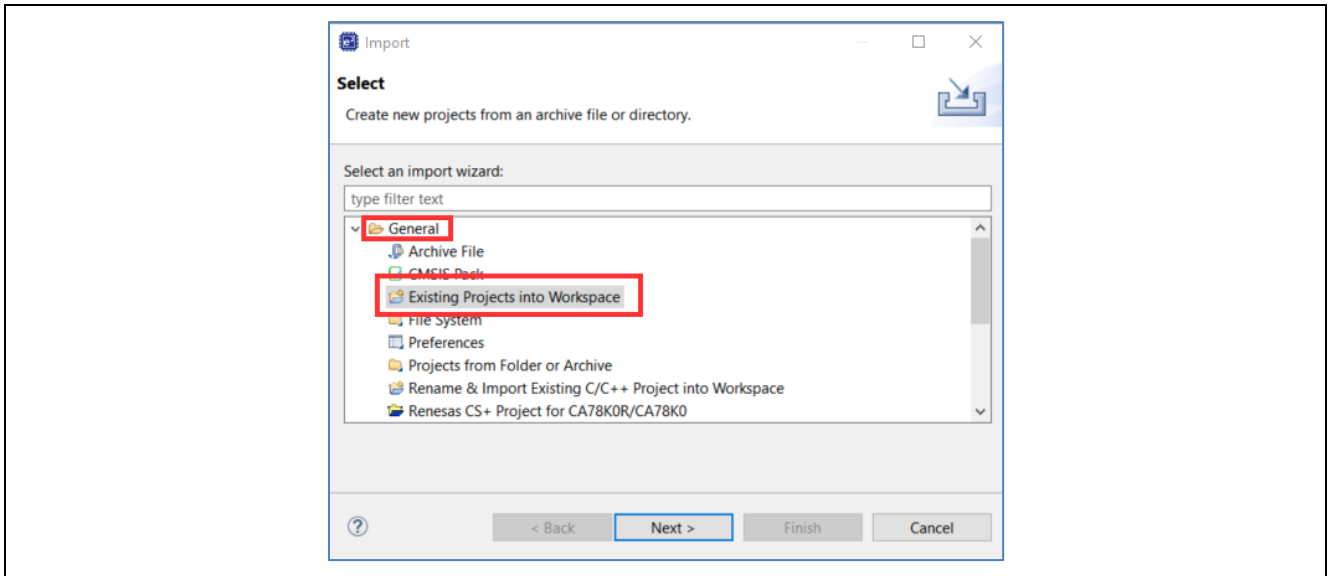 Import
Select
Create new projects from an archive file or directory.
Select an import wizard:
type filter text
General
Archive File
CMSIS Pack
Existing Projects into Workspace
File System
Preferences
Projects from Folder or Archive
Rename & Import Existing C/C++ Project into Workspace
Renesas CS+ Project for CA78K0R/CA78K0
? < Back Next > Finish Cancel